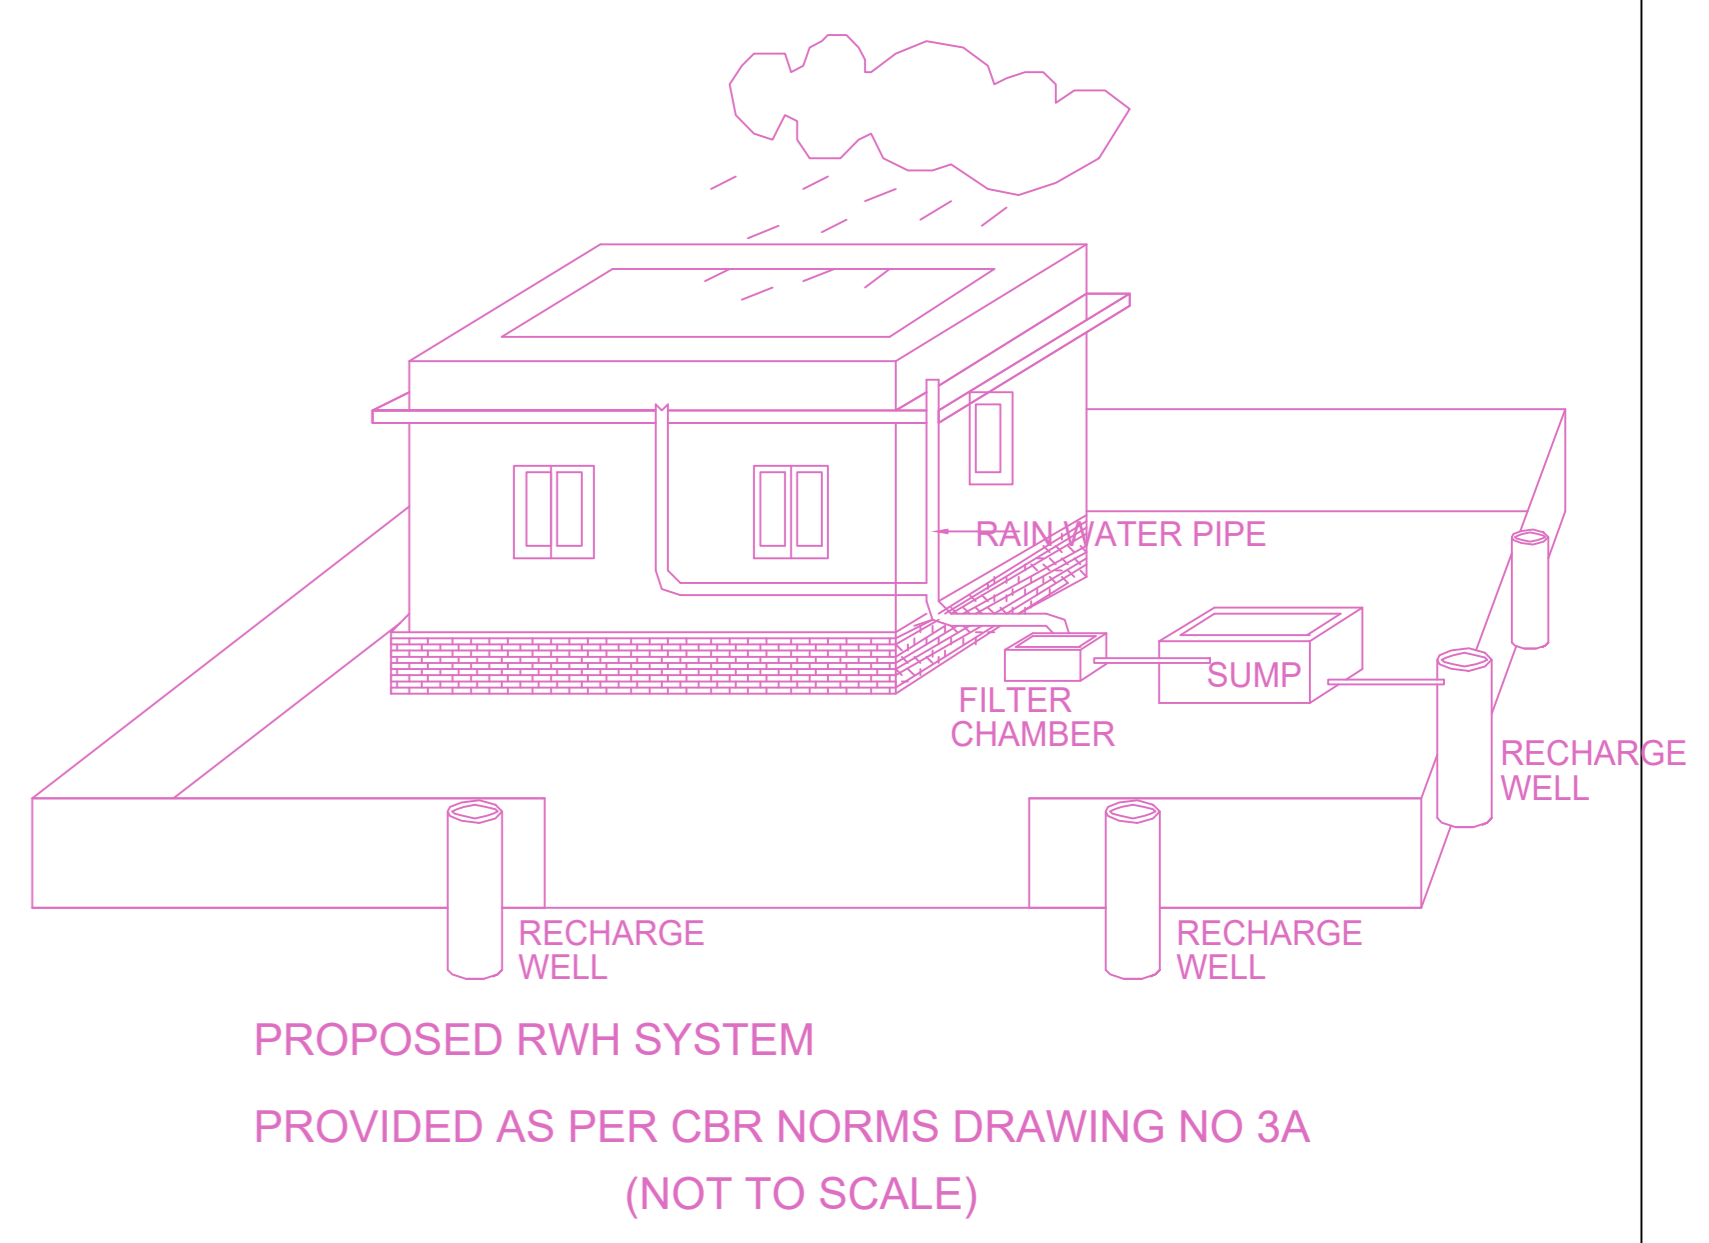 RAIN WATER PIPE
SUMP
FILTER
CHAMBER
RECHARGE
WELL
RECHARGE
WELL
RECHARGE
WELL
PROPOSED RWH SYSTEM
PROVIDED AS PER CBR NORMS DRAWING NO 3A
(NOT TO SCALE)